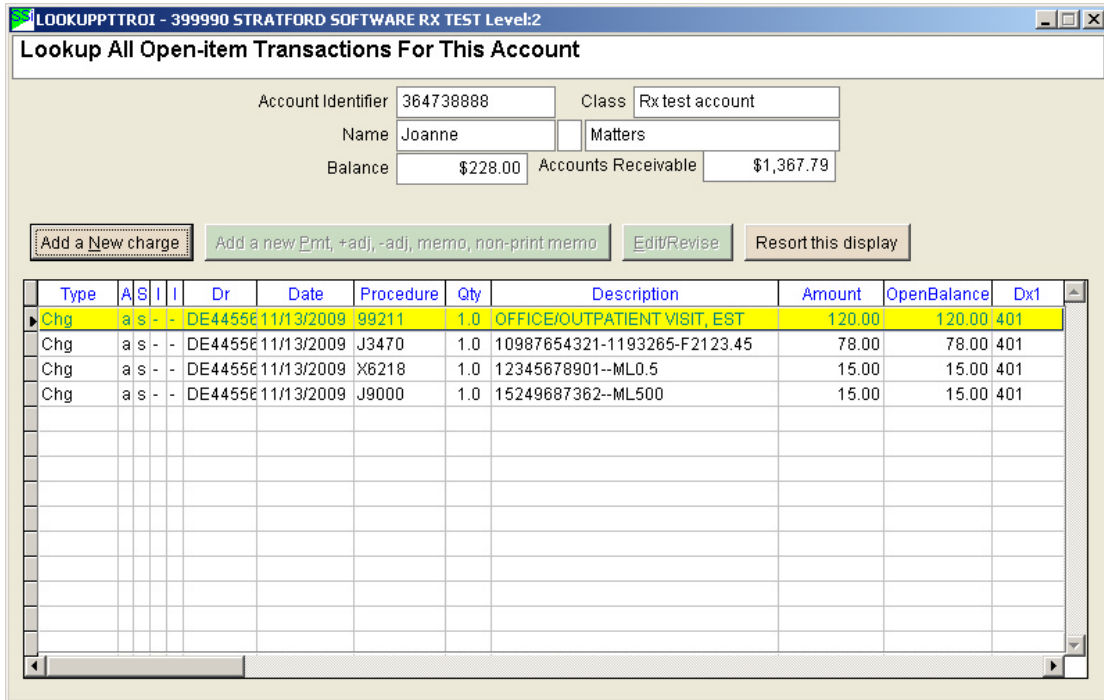 SSi LOOKUPPTTROI - 399990 STRATFORD SOFTWARE RX TEST Level:2
Lookup All Open-item Transactions For This Account
Account Identifier 364738888 Class Rx test account
Name Joanne Matters
Balance $228.00 Accounts Receivable $1,367.79
Add a New charge Add a new Pmt, +adj, -adj, memo, non-print memo Edit/Revise Resort this display
Type A S I I Dr Date Procedure Qty Description Amount OpenBalance Dx1
Chg a s - - DE44556 11/13/2009 99211 1.0 OFFICE/OUTPATIENT VISIT, EST 120.00 120.00 401
Chg a s - - DE44556 11/13/2009 J3470 1.0 10987654321-1193265-F2123.45 78.00 78.00 401
Chg a s - - DE44556 11/13/2009 X6218 1.0 12345678901--ML0.5 15.00 15.00 401
Chg a s - - DE44556 11/13/2009 J9000 1.0 15249687362--ML500 15.00 15.00 401